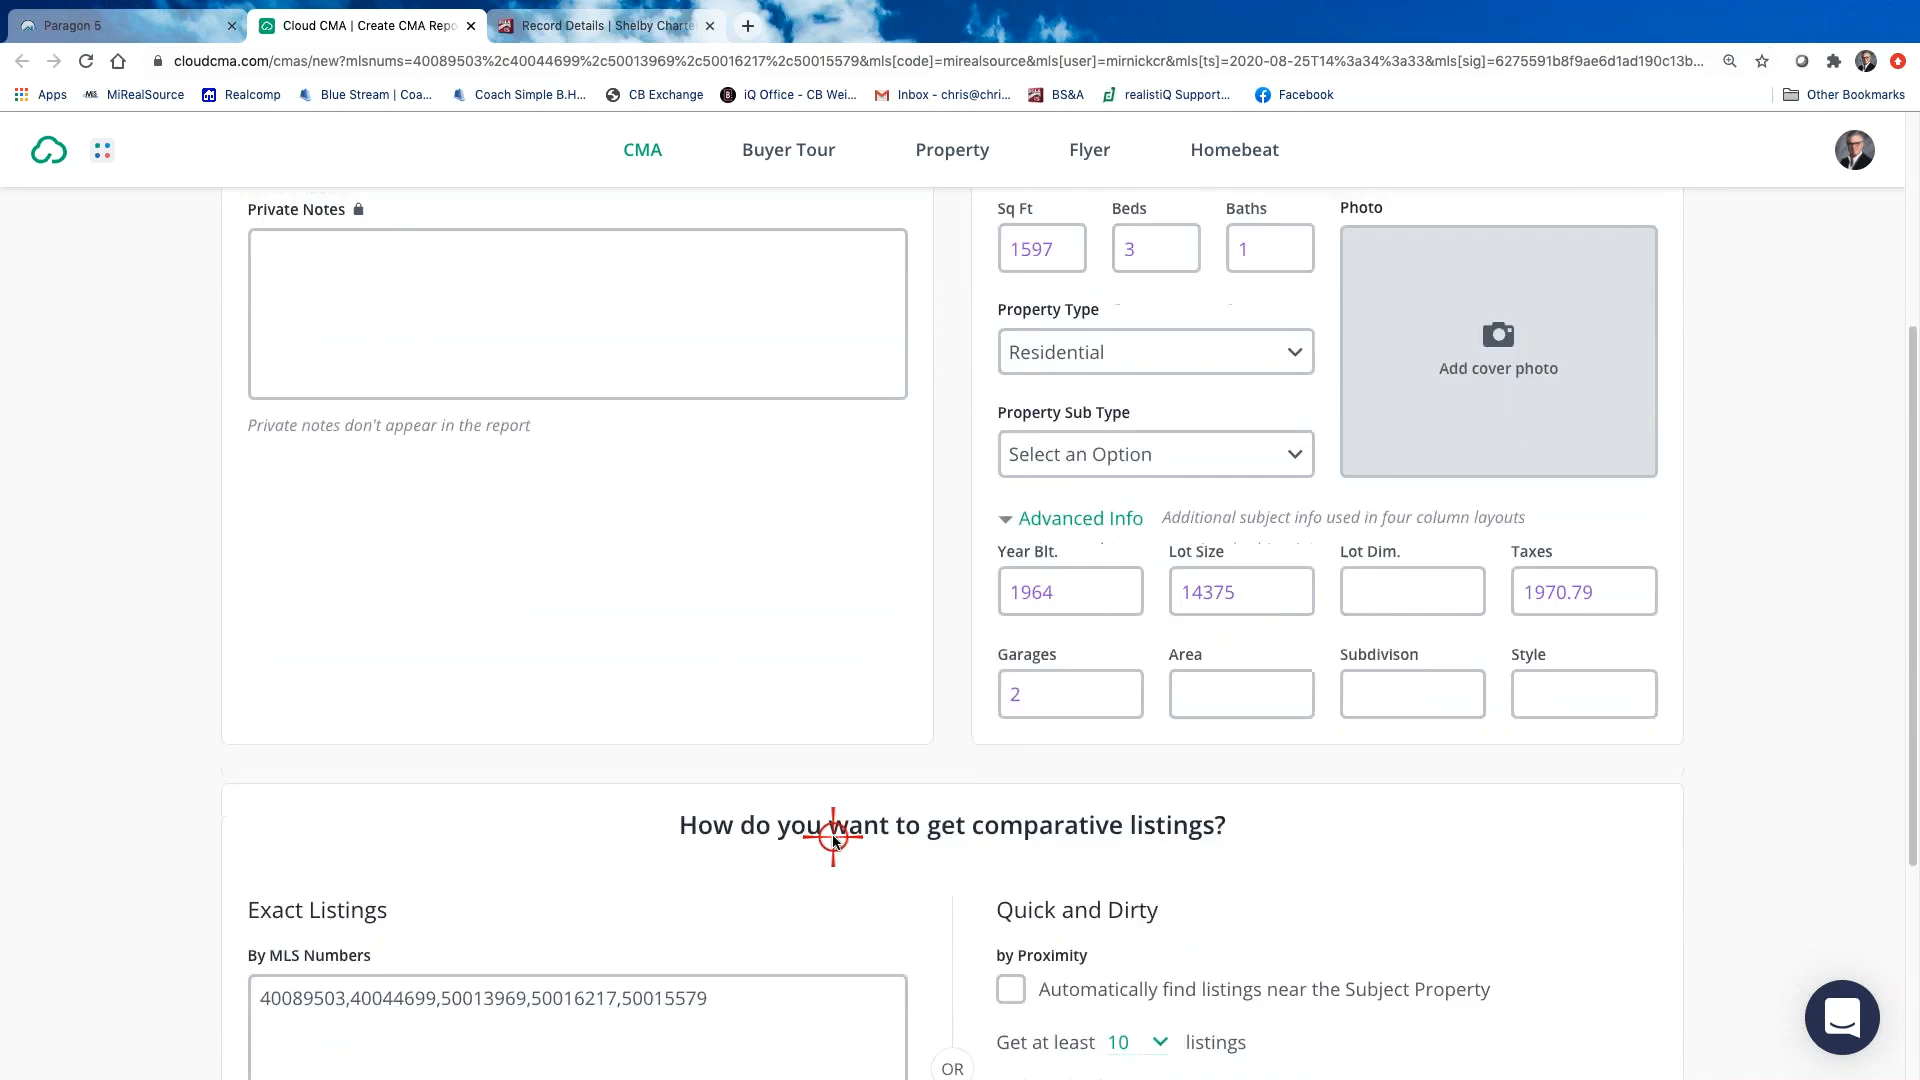 Paragon 5
Cloud CMA | Create CMA Repo
Record Details | Shelby Charte
cloudcma.com/cmas/new?mlsnums=40089503%2c40044699%2c50013969%2c50016217%2c50015579&mls[code]=mirealsource&mls[user]=mirnickcr&mls[ts]=2020-08-25T14%3a34%3a33&mls[sig]=6275591b8f9ae6d1ad190c13b...
Apps
MiRealSource
Realcomp
Blue Stream | Coa...
Coach Simple B.H...
CB Exchange
iQ Office - CB Wei...
Inbox - chris@chri...
BS&A
realistiQ Support...
Facebook
Other Bookmarks
CMA
Buyer Tour
Property
Flyer
Homebeat
Private Notes
Private notes don't appear in the report
Sq Ft
Beds
Baths
Photo
1597
3
1
Property Type
Residential
Add cover photo
Property Sub Type
Select an Option
Advanced Info
Additional subject info used in four column layouts
Year Blt.
Lot Size
Lot Dim.
Taxes
1964
14375
1970.79
Garages
Area
Subdivison
Style
2
How do you want to get comparative listings?
Exact Listings
By MLS Numbers
40089503,40044699,50013969,50016217,50015579
OR
Quick and Dirty
by Proximity
Automatically find listings near the Subject Property
Get at least 10 listings